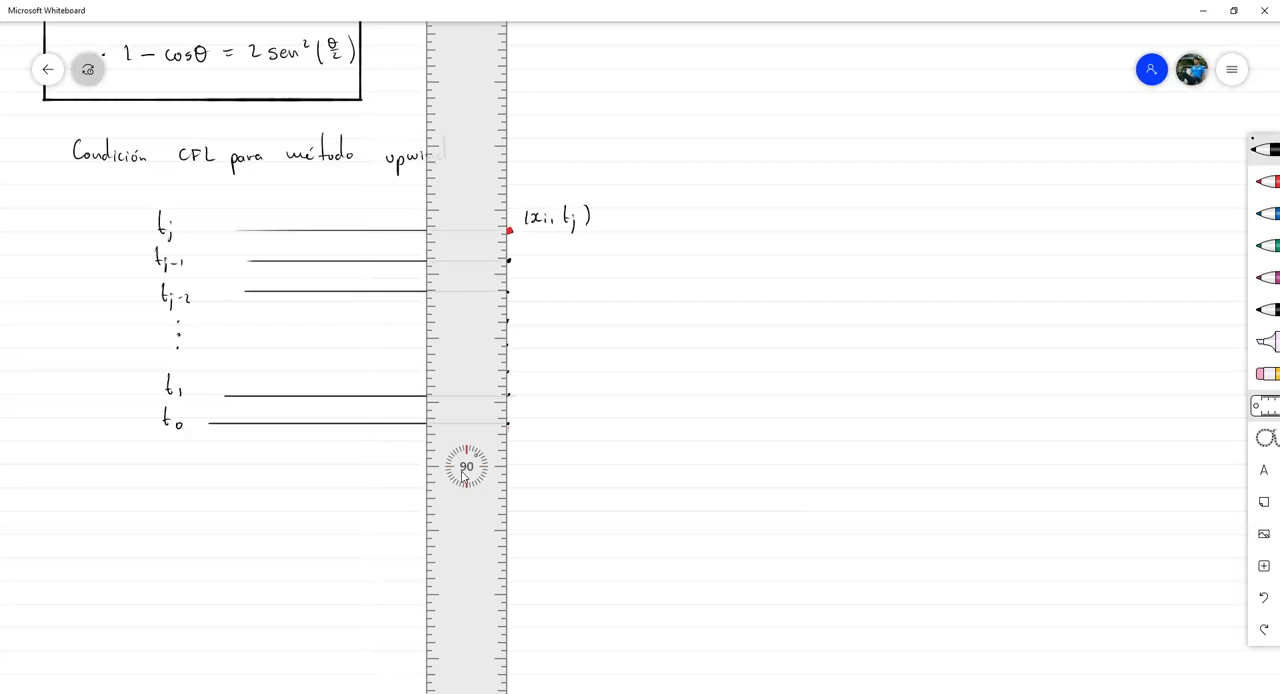 Microsoft Whiteboard
· 1 - cosθ = 2 sen² (θ/2)
Condición CFL para método upwind
tj
(xi, tj)
tj-1
tj-2
⋮
t1
t0
90°
A